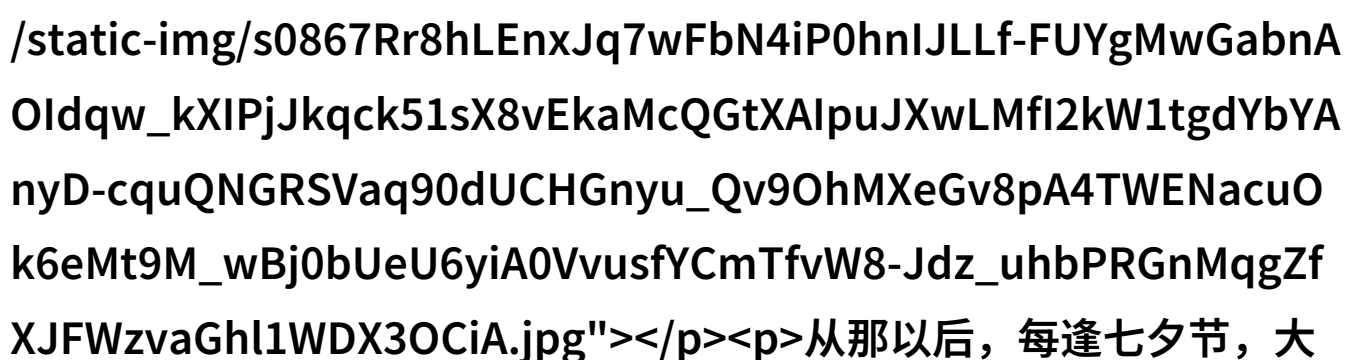 /static-img/s0867Rr8hLEnxJq7wFbN4iP0hnIJLLf-FUYgMwGabnA
OIdqw_kXIPjJkqck51sX8vEkaMcQGtXAIpuJXwLMfI2kW1tgdYbYA
nyD-cquQNGRSVaq90dUCHGnyu_Qv9OhMXeGv8pA4TWENacuO
k6eMt9M_wBj0bUeU6yiA0VvusfYCmTfvW8-Jdz_uhbPRGnMqgZf
XJFWzvaGhl1WDX3OCiA.jpg"></p><p>从那以后，每逢七夕节，大